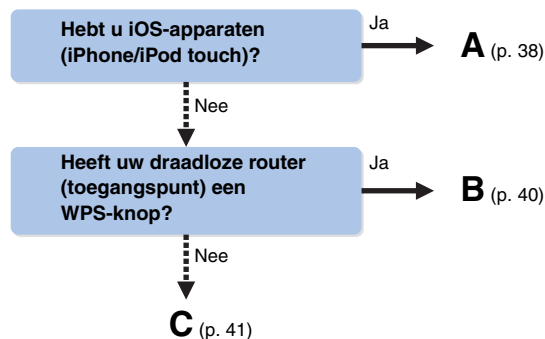 Hebt u iOS-apparaten
(iPhone/iPod touch)?
Ja
A (p. 38)
Nee
Heeft uw draadloze router
(toegangspunt) een
WPS-knop?
Ja
B (p. 40)
Nee
C (p. 41)